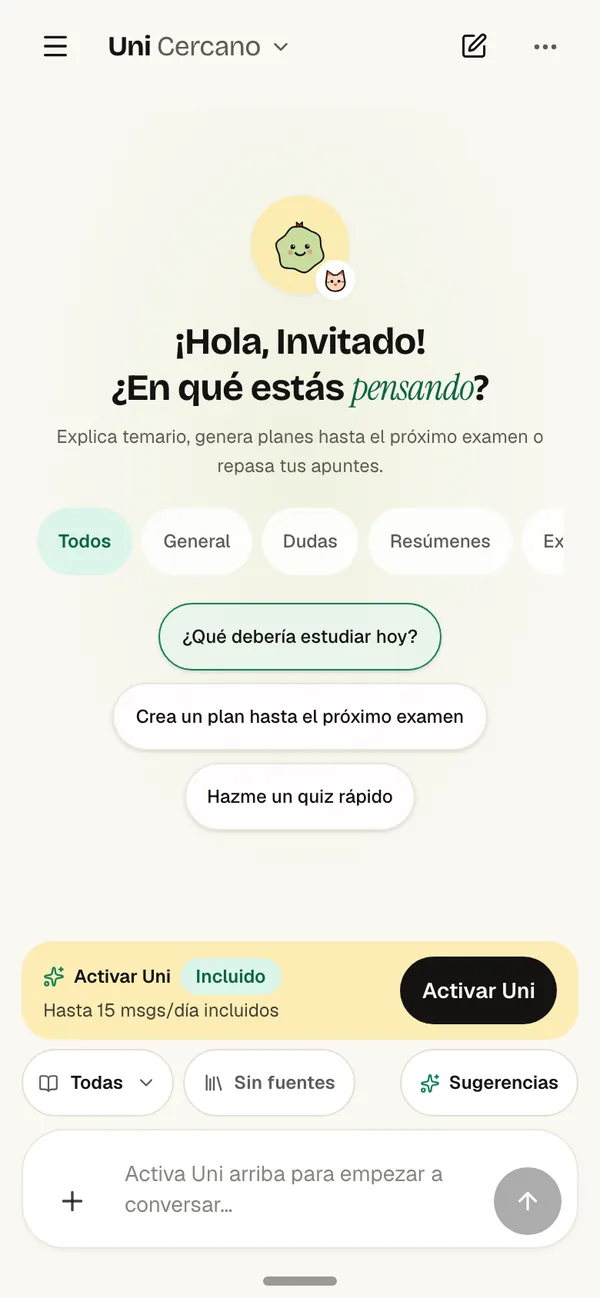 Uni Cercano
¡Hola, Invitado!
¿En qué estás pensando?
Explica temario, genera planes hasta el próximo examen o
repasa tus apuntes.
Todos
General
Dudas
Resúmenes
Ex
¿Qué debería estudiar hoy?
Crea un plan hasta el próximo examen
Hazme un quiz rápido
Activar Uni
Incluido
Hasta 15 msgs/día incluidos
Activar Uni
Todas
Sin fuentes
Sugerencias
Activa Uni arriba para empezar a
conversar...